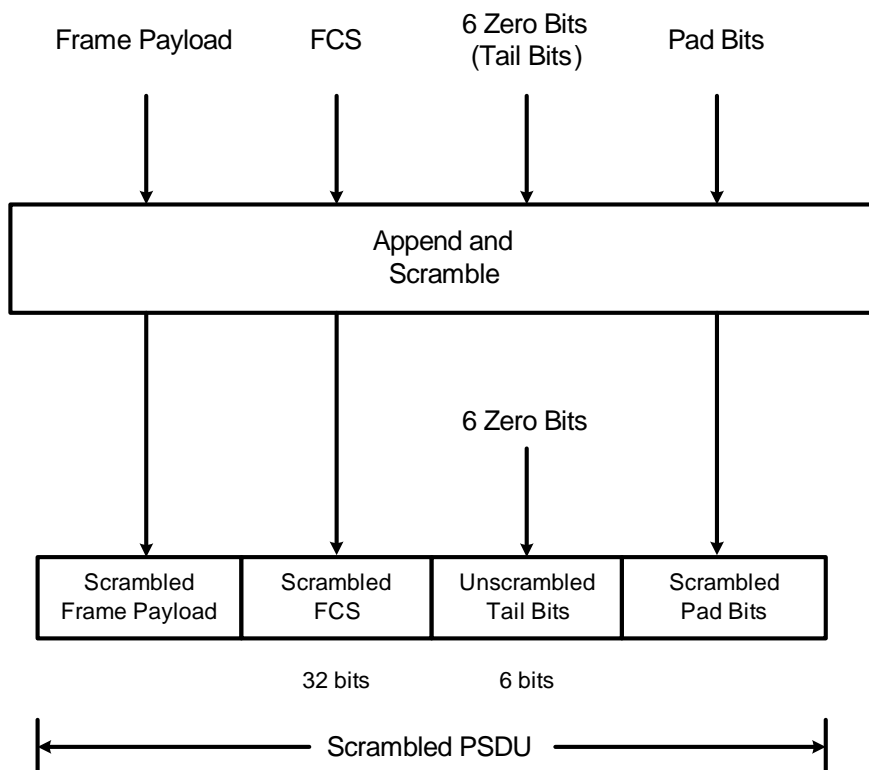 Frame Payload
FCS
6 Zero Bits
(Tail Bits)
Pad Bits
Append and
Scramble
6 Zero Bits
Scrambled
Frame Payload
Scrambled
FCS
Unscrambled
Tail Bits
Scrambled
Pad Bits
32 bits
6 bits
Scrambled PSDU